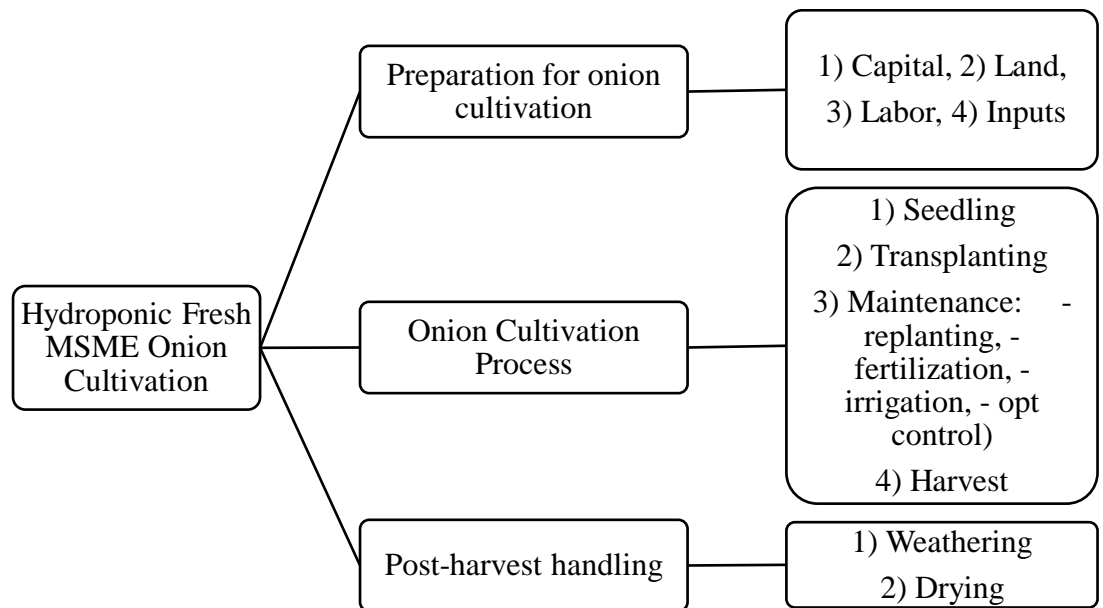 Hydroponic Fresh
MSME Onion
Cultivation
Preparation for onion
cultivation
1) Capital, 2) Land,
3) Labor, 4) Inputs
Onion Cultivation
Process
1) Seedling
2) Transplanting
3) Maintenance: -
replanting, -
fertilization, -
irrigation, - opt
control)
4) Harvest
Post-harvest handling
1) Weathering
2) Drying